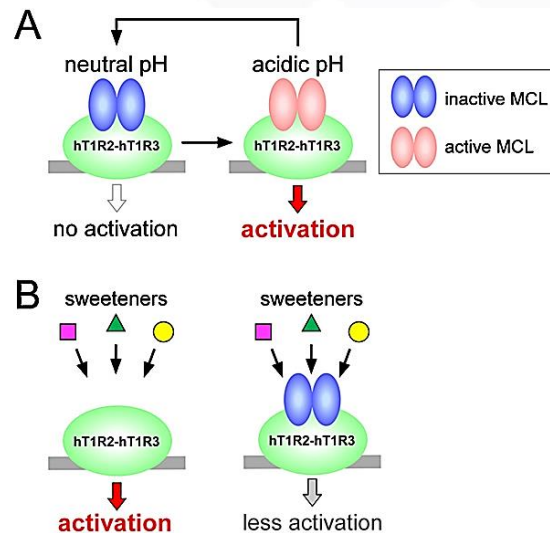 A
neutral pH
acidic pH
hT1R2-hT1R3
hT1R2-hT1R3
no activation
activation
inactive MCL
active MCL
B
sweeteners
sweeteners
hT1R2-hT1R3
hT1R2-hT1R3
activation
less activation